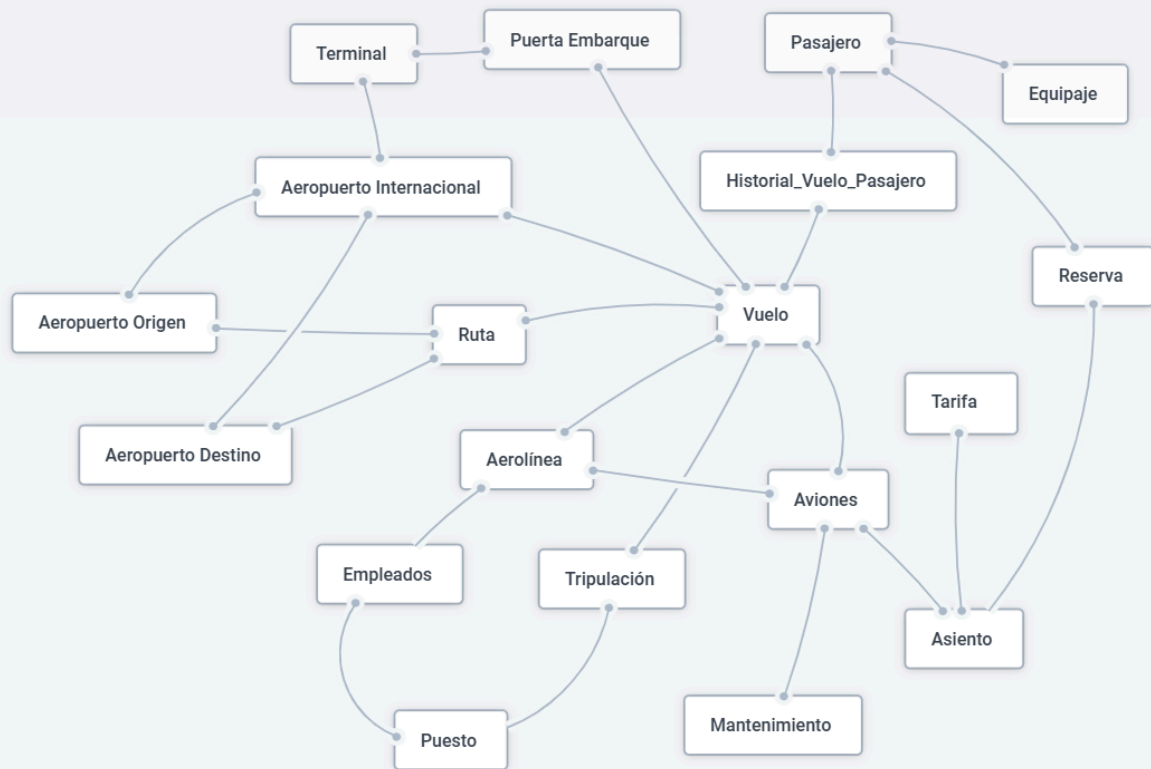 Terminal
Puerta Embarque
Pasajero
Equipaje
Aeropuerto Internacional
Historial_Vuelo_Pasajero
Reserva
Aeropuerto Origen
Ruta
Vuelo
Tarifa
Aeropuerto Destino
Aerolínea
Aviones
Empleados
Tripulación
Asiento
Puesto
Mantenimiento